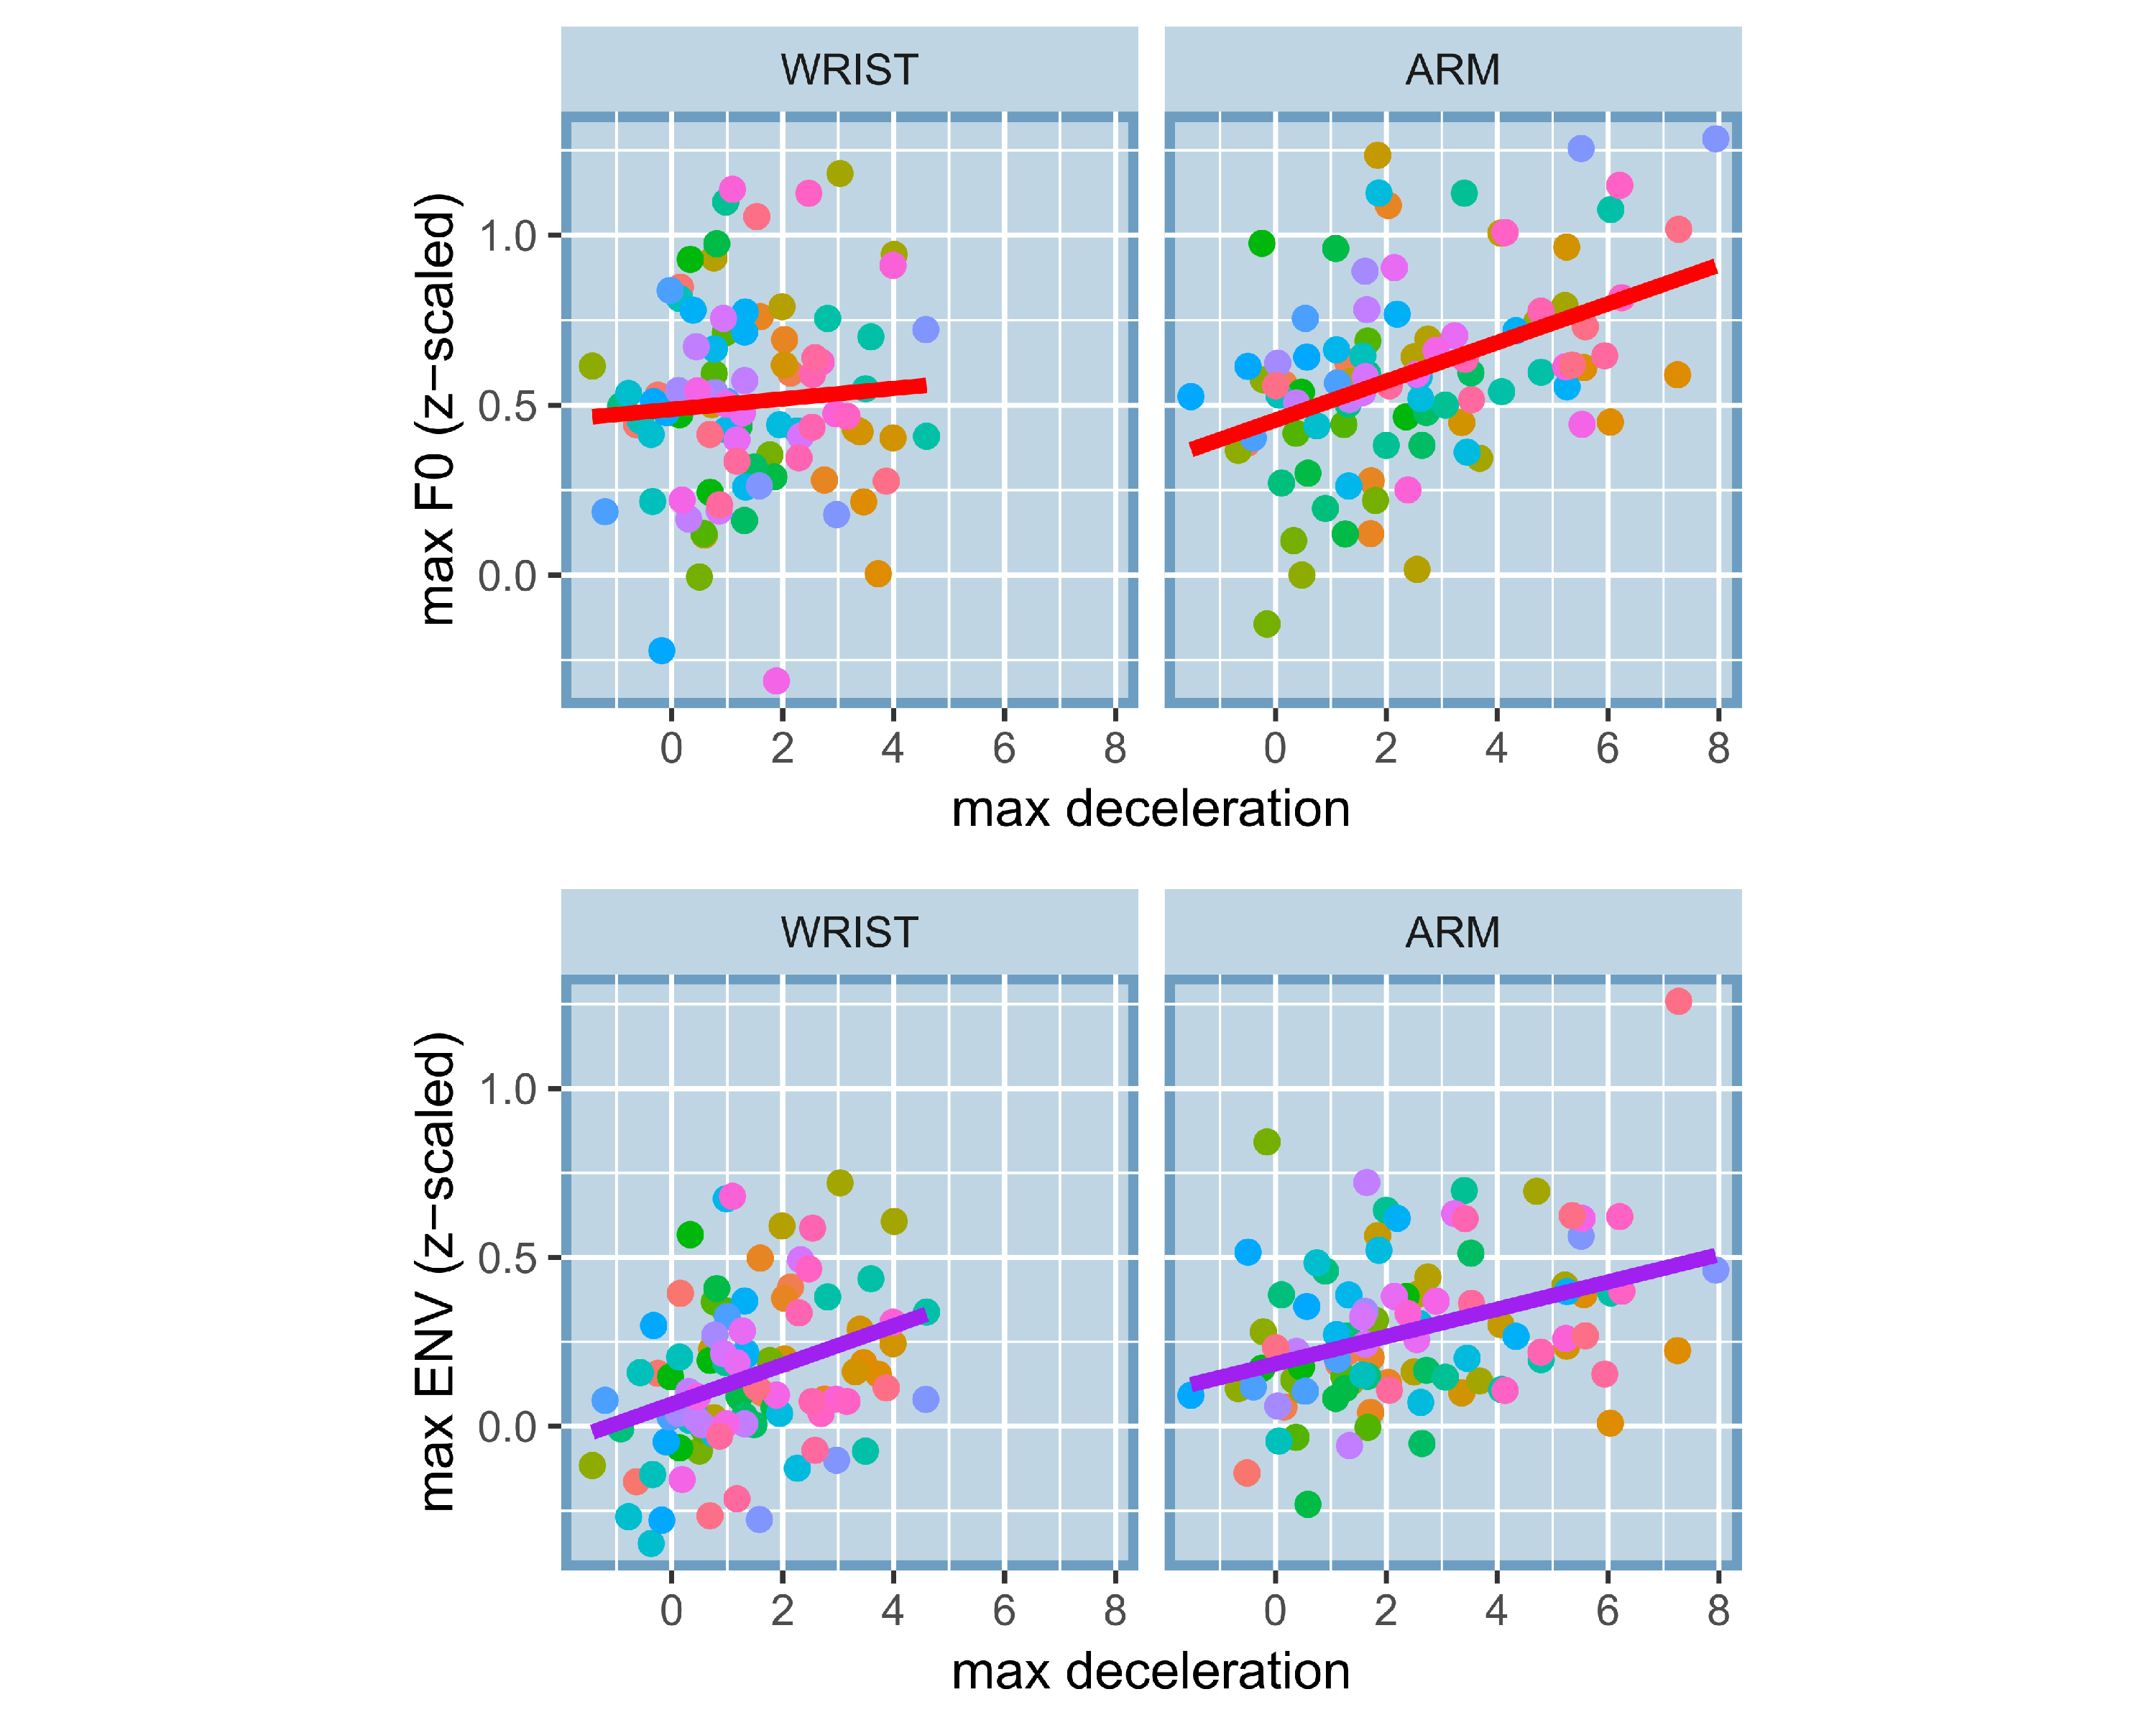 WRIST ARM
max F0 (z−scaled)
1.0
0.5
0.0
0 2 4 6 8 0 2 4 6 8
max deceleration
WRIST ARM
max ENV (z−scaled)
1.0
0.5
0.0
0 2 4 6 8 0 2 4 6 8
max deceleration